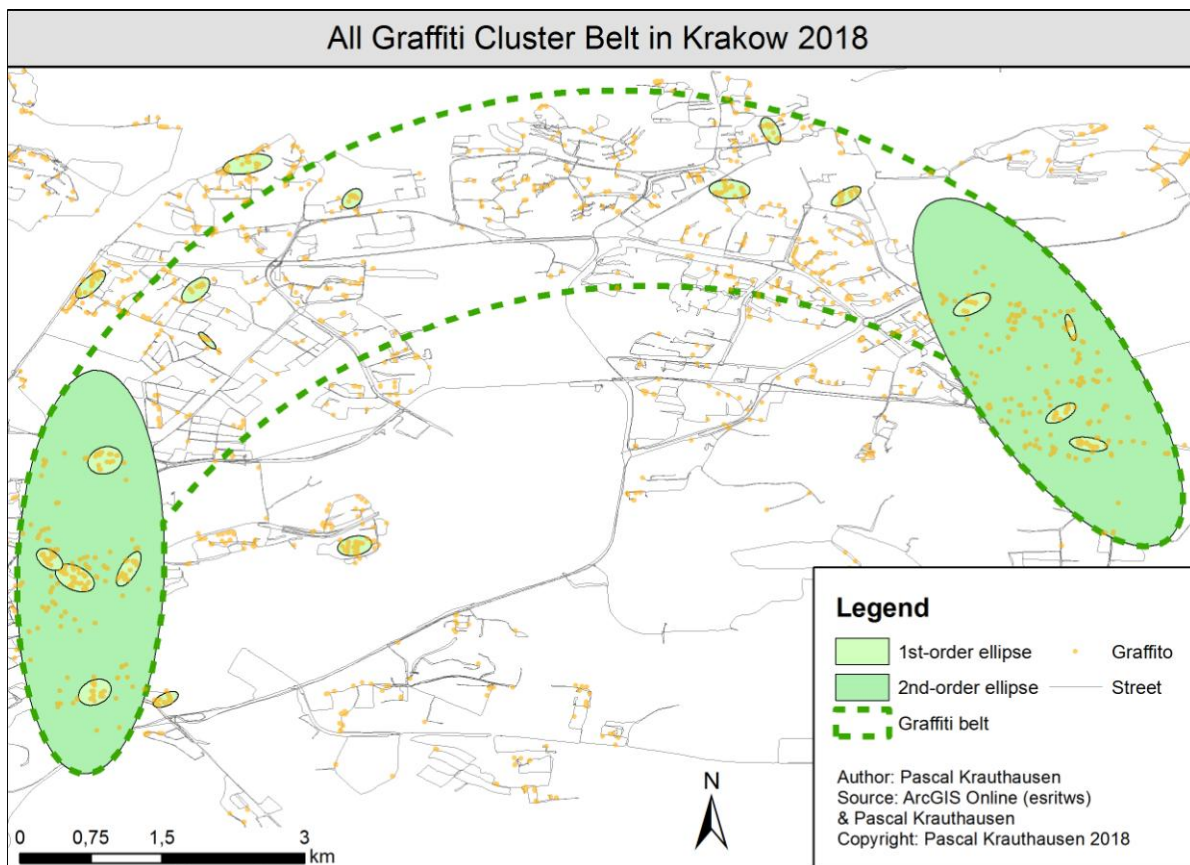 All Graffiti Cluster Belt in Krakow 2018
Legend
1st-order ellipse
Graffito
2nd-order ellipse
Street
Graffiti belt
Author: Pascal Krauthausen
Source: ArcGIS Online (esritws)
& Pascal Krauthausen
Copyright: Pascal Krauthausen 2018
N
0 0,75 1,5 3
km